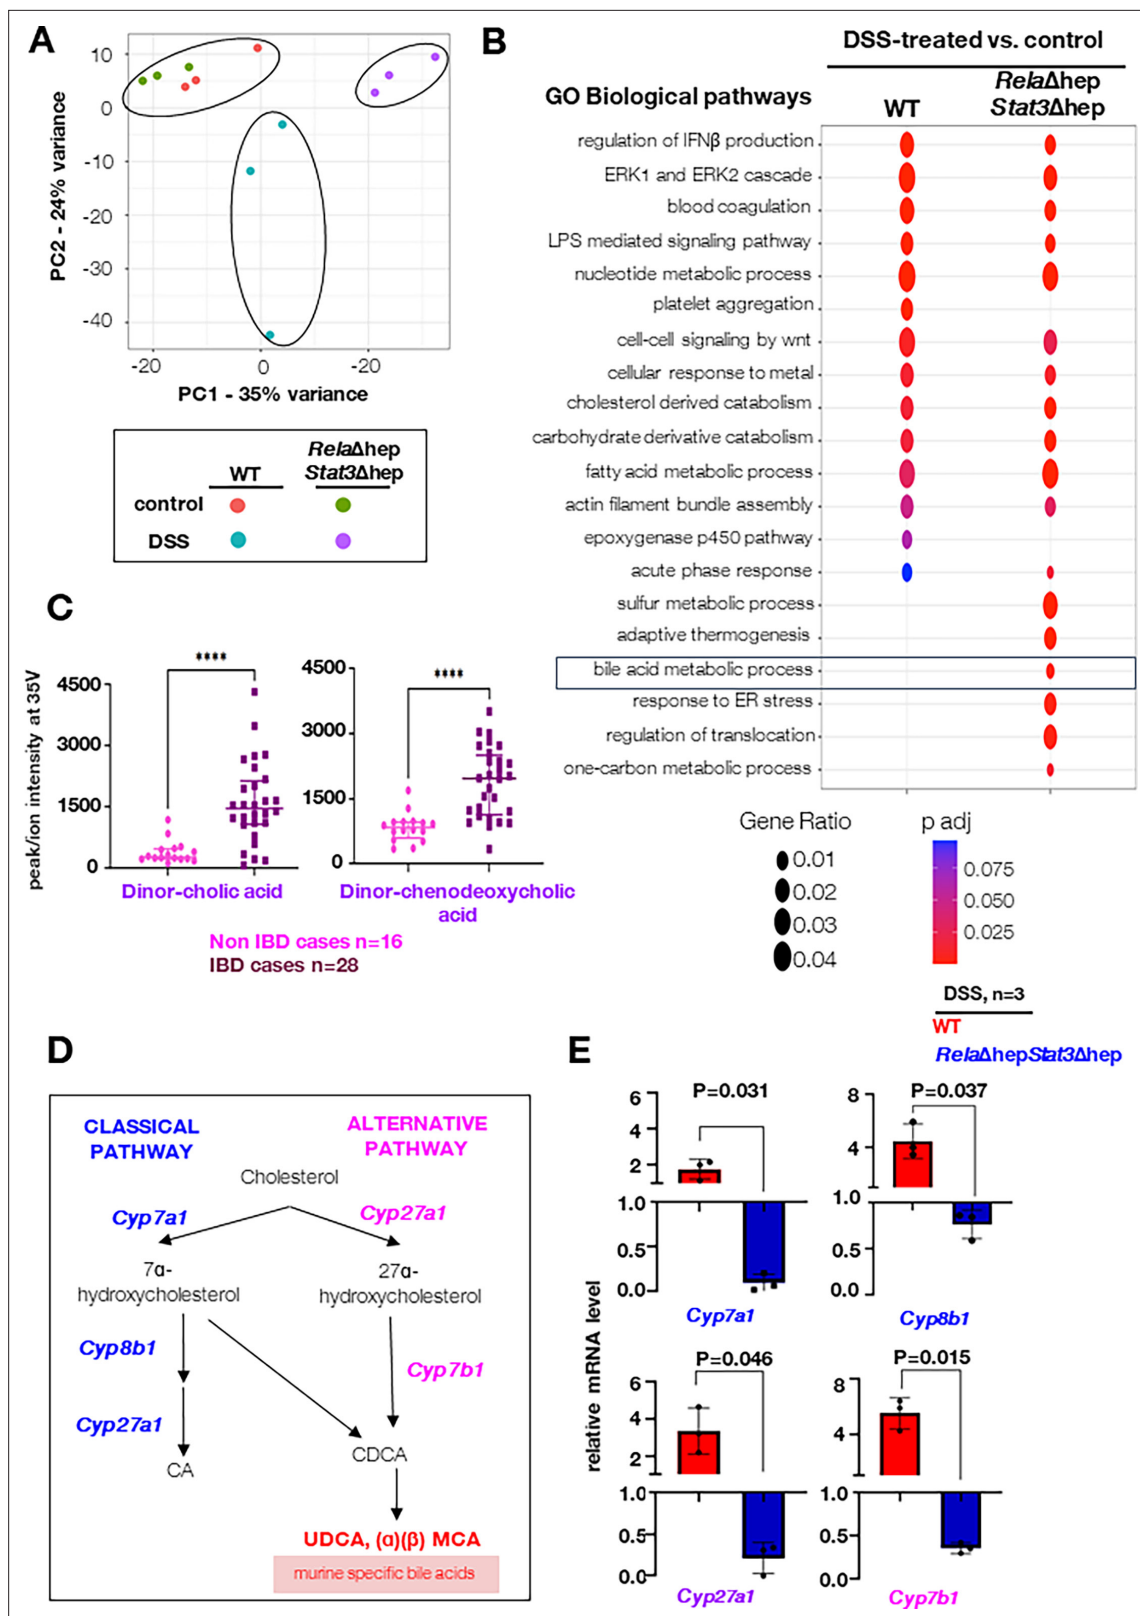 A
10
0
-10
-20
-30
-40
PC2 - 24% variance
-20
0
-20
PC1 - 35% variance
WT
RelaΔhep
Stat3Δhep
control
DSS
B
DSS-treated vs. control
GO Biological pathways
WT
RelaΔhep
Stat3Δhep
regulation of IFNβ production
ERK1 and ERK2 cascade
blood coagulation
LPS mediated signaling pathway
nucleotide metabolic process
platelet aggregation
cell-cell signaling by wnt
cellular response to metal
cholesterol derived catabolism
carbohydrate derivative catabolism
fatty acid metabolic process
actin filament bundle assembly
epoxygenase p450 pathway
acute phase response
sulfur metabolic process
adaptive thermogenesis
bile acid metabolic process
response to ER stress
regulation of translocation
one-carbon metabolic process
Gene Ratio
0.01
0.02
0.03
0.04
p adj
0.075
0.050
0.025
C
peak/ion intensity at 35V
4500
3000
1500
0
****
Dinor-cholic acid
4500
3000
1500
0
****
Dinor-chenodeoxycholic
acid
Non IBD cases n=16
IBD cases n=28
D
CLASSICAL
PATHWAY
ALTERNATIVE
PATHWAY
Cholesterol
Cyp7a1
Cyp27a1
7α-
hydroxycholesterol
27α-
hydroxycholesterol
Cyp8b1
Cyp7b1
Cyp27a1
CA
CDCA
UDCA, (α)(β) MCA
murine specific bile acids
E
DSS, n=3
WT
RelaΔhepStat3Δhep
relative mRNA level
P=0.031
6
4
2
1.0
0.5
0.0
Cyp7a1
P=0.037
8
4
1.0
0.5
0.0
Cyp8b1
P=0.046
6
4
2
1.0
0.5
0.0
Cyp27a1
P=0.015
8
4
1.0
0.5
0.0
Cyp7b1